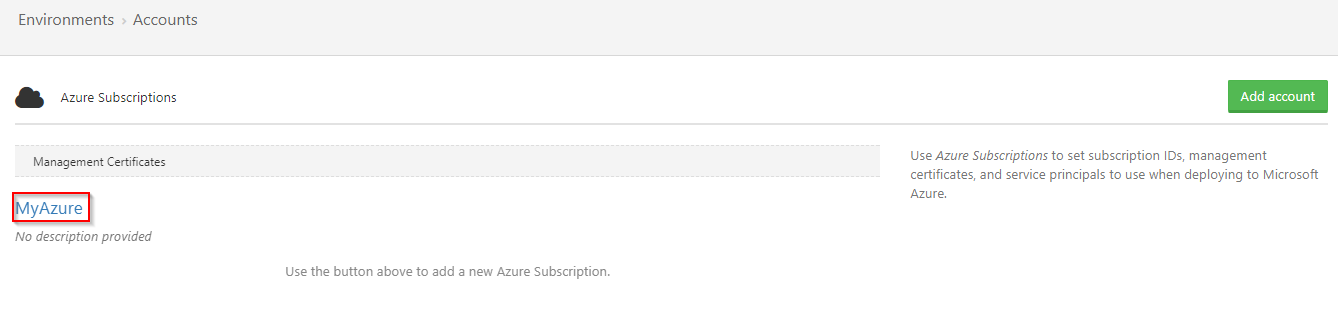 Environments › Accounts
Azure Subscriptions
Add account
Management Certificates
MyAzure
No description provided
Use the button above to add a new Azure Subscription.
Use Azure Subscriptions to set subscription IDs, management
certificates, and service principals to use when deploying to Microsoft
Azure.